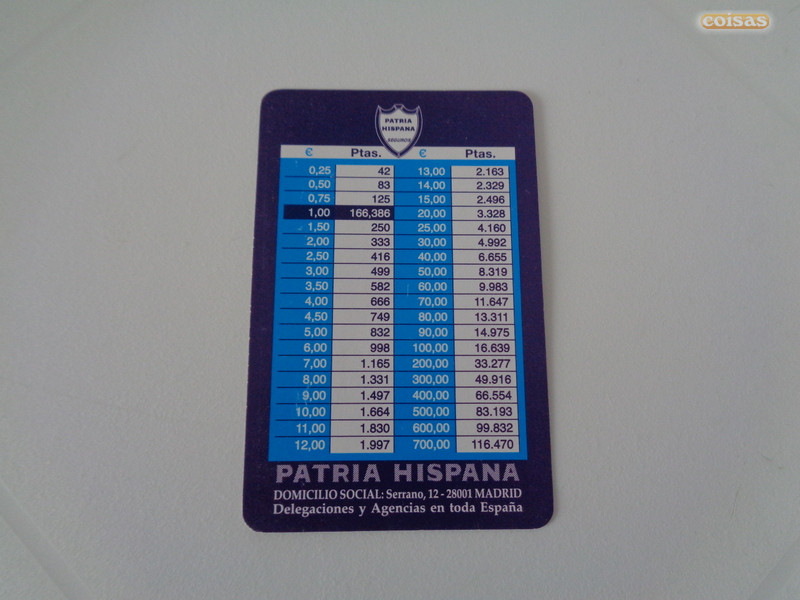 coisas
PATRIA
HISPANA
SEGUROS
€ Ptas. € Ptas.
0,25 42 13,00 2.163
0,50 83 14,00 2.329
0,75 125 15,00 2.496
1,00 166,386 20,00 3.328
1,50 250 25,00 4.160
2,00 333 30,00 4.992
2,50 416 40,00 6.655
3,00 499 50,00 8.319
3,50 582 60,00 9.983
4,00 666 70,00 11.647
4,50 749 80,00 13.311
5,00 832 90,00 14.975
6,00 998 100,00 16.639
7,00 1.165 200,00 33.277
8,00 1.331 300,00 49.916
9,00 1.497 400,00 66.554
10,00 1.664 500,00 83.193
11,00 1.830 600,00 99.832
12,00 1.997 700,00 116.470
PATRIA HISPANA
DOMICILIO SOCIAL: Serrano, 12 - 28001 MADRID
Delegaciones y Agencias en toda España